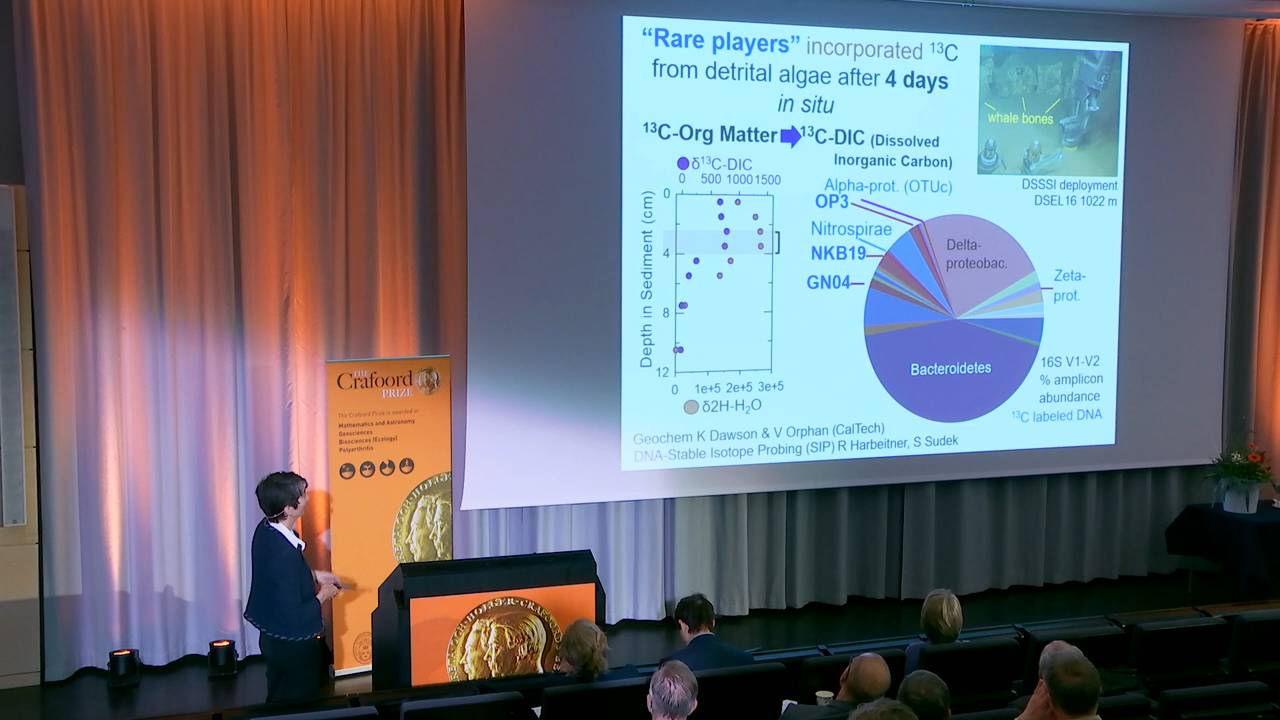 “Rare players” incorporated ¹³C
from detrital algae after 4 days
in situ
¹³C-Org Matter ¹³C-DIC (Dissolved
Inorganic Carbon)
δ¹³C-DIC
0 500 1000 1500
Depth in Sediment (cm)
0
4
8
12
0 1e+5 2e+5 3e+5
δ2H-H₂O
whale bones
DSSSI deployment
DSEL16 1022 m
Alpha-prot. (OTUc)
OP3
Nitrospirae
NKB19
GN04
Delta-
proteobac.
Zeta-
prot.
Bacteroidetes
16S V1-V2
% amplicon
abundance
¹³C labeled DNA
Geochem K Dawson & V Orphan (CalTech)
DNA-Stable Isotope Probing (SIP) R Harbeitner, S Sudek
THE
Crafoord
PRIZE
The Crafoord Prize is awarded in
Mathematics and Astronomy
Geosciences
Biosciences (Ecology)
Polyarthritis